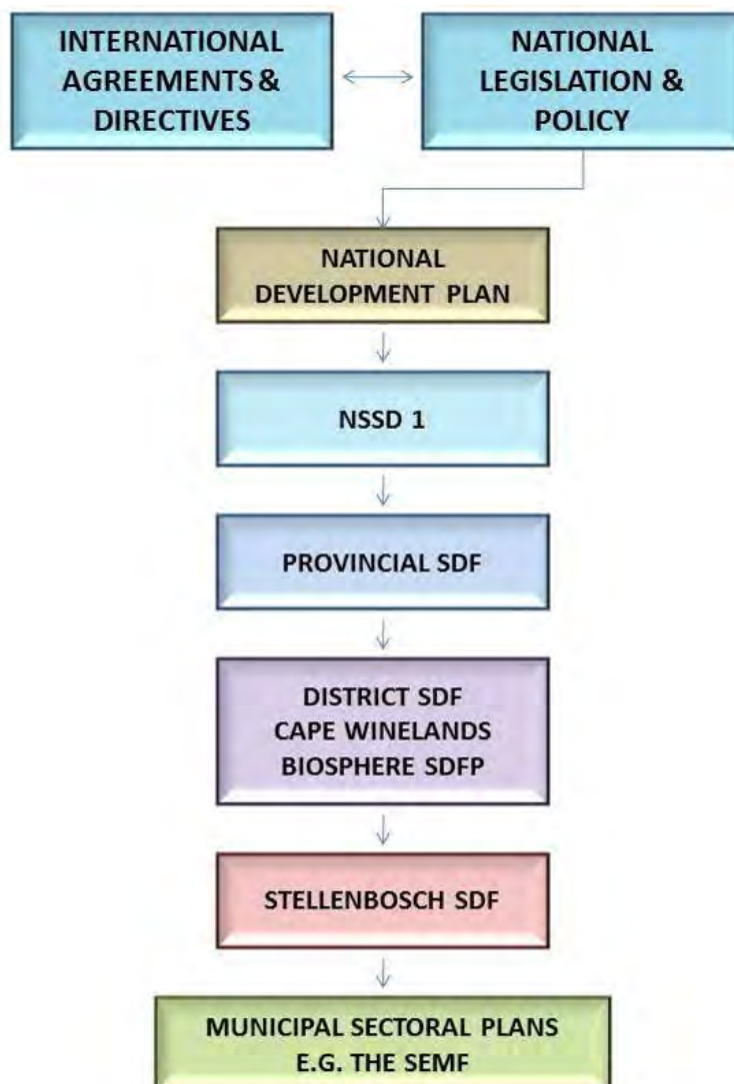 INTERNATIONAL
AGREEMENTS &
DIRECTIVES
NATIONAL
LEGISLATION &
POLICY
NATIONAL
DEVELOPMENT PLAN
NSSD 1
PROVINCIAL SDF
DISTRICT SDF
CAPE WINELANDS
BIOSPHERE SDFP
STELLENBOSCH SDF
MUNICIPAL SECTORAL PLANS
E.G. THE SEMF